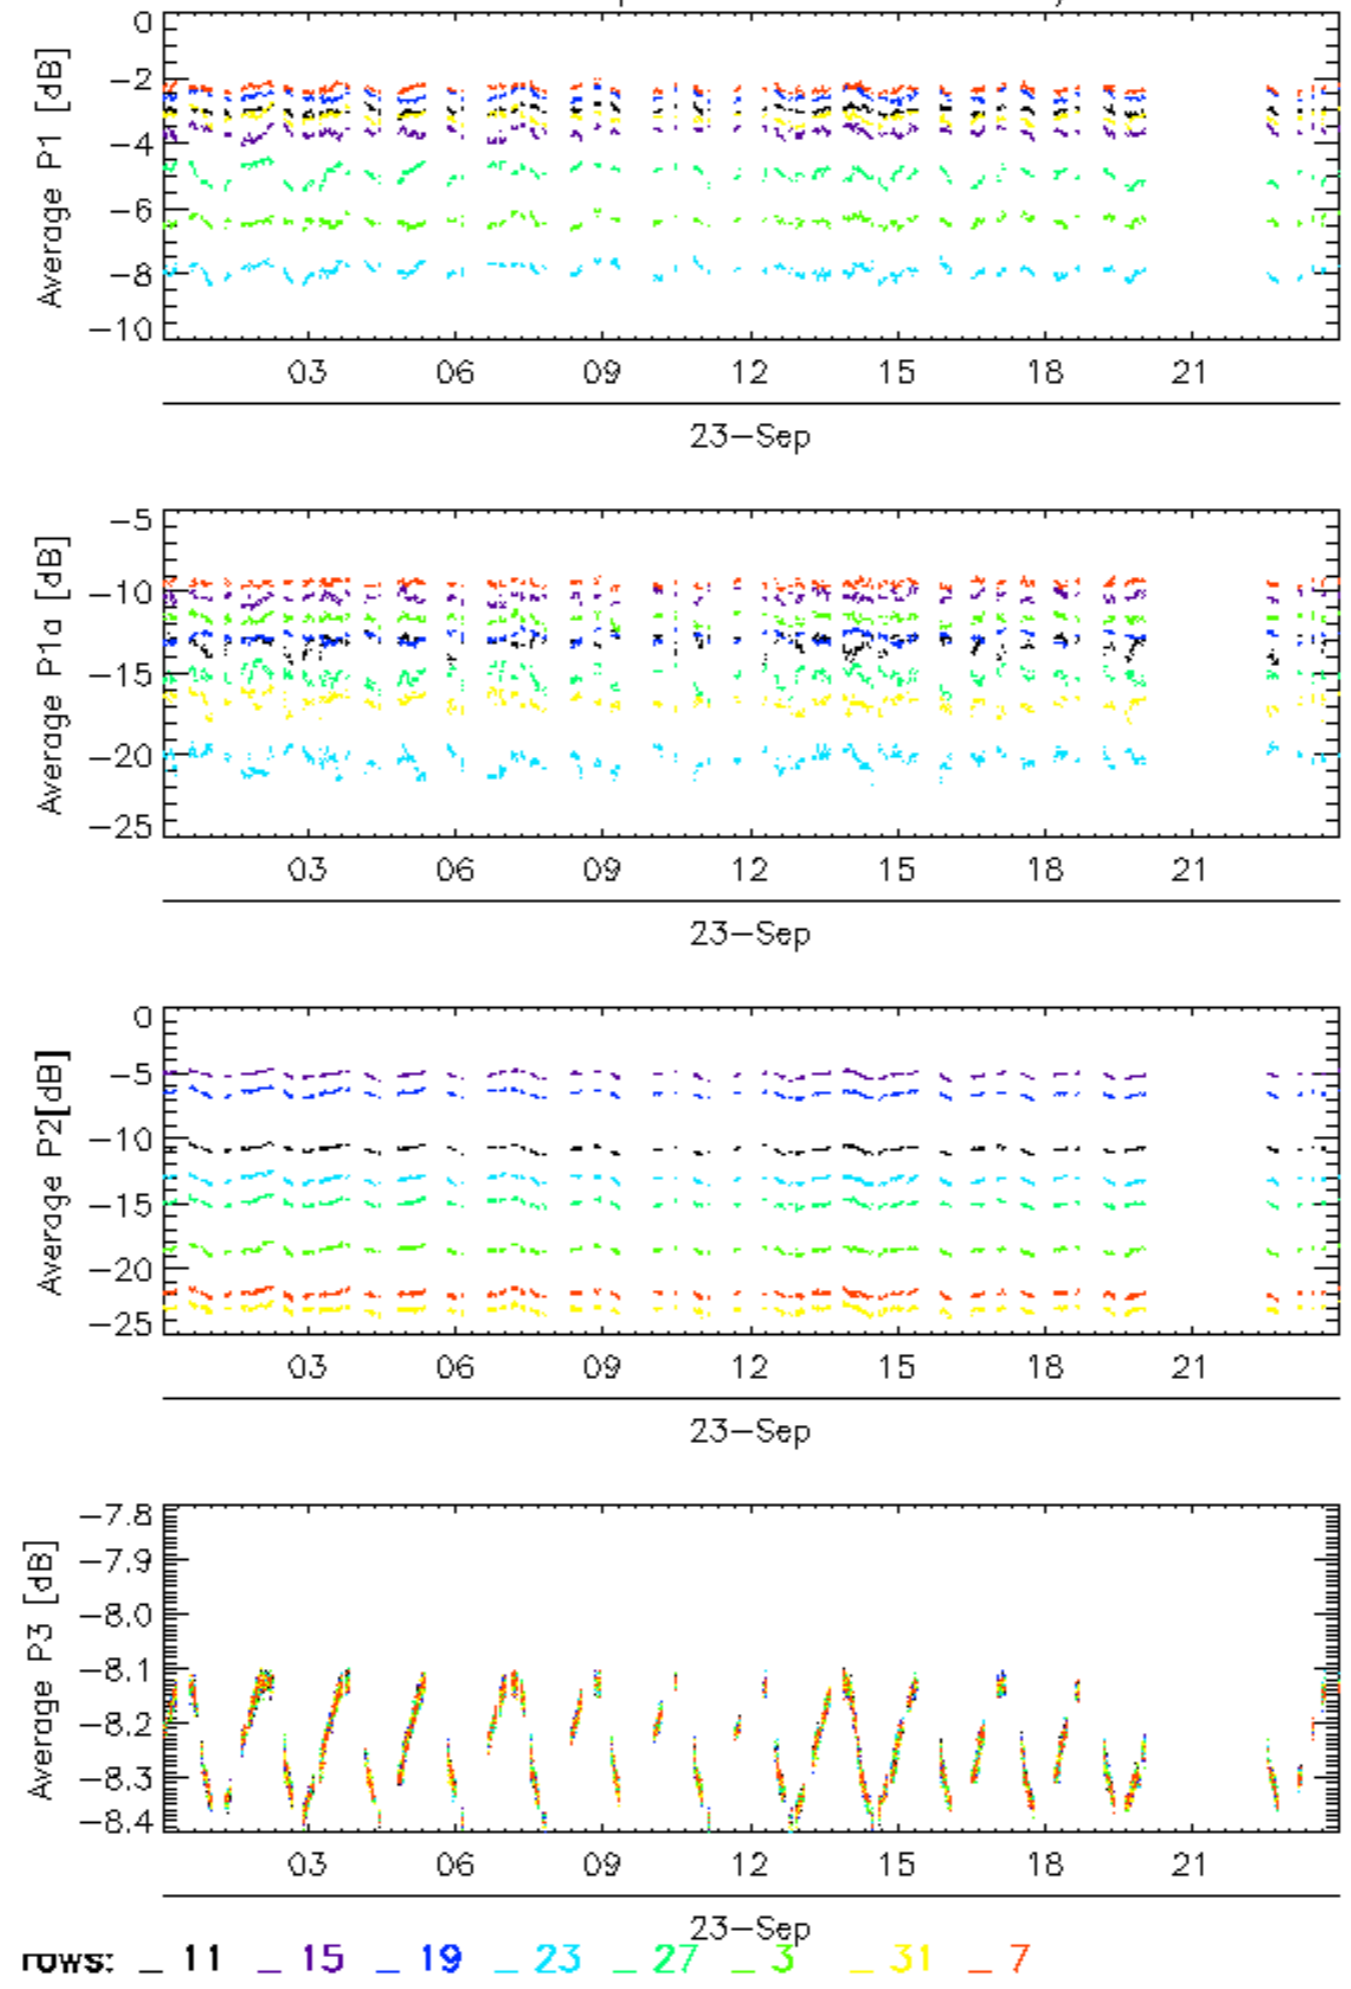 0
−2
−4
−6
−8
−10
Average P1 [dB]
03 06 09 12 15 18 21
23−Sep
−5
−10
−15
−20
−25
Average P1a [dB]
03 06 09 12 15 18 21
23−Sep
0
−5
−10
−15
−20
−25
Average P2[dB]
03 06 09 12 15 18 21
23−Sep
−7.8
−7.9
−8.0
−8.1
−8.2
−8.3
−8.4
Average P3 [dB]
03 06 09 12 15 18 21
23−Sep
rows: _ 11 _ 15 _ 19 _ 23 _ 27 _ 3 _ 31 _ 7